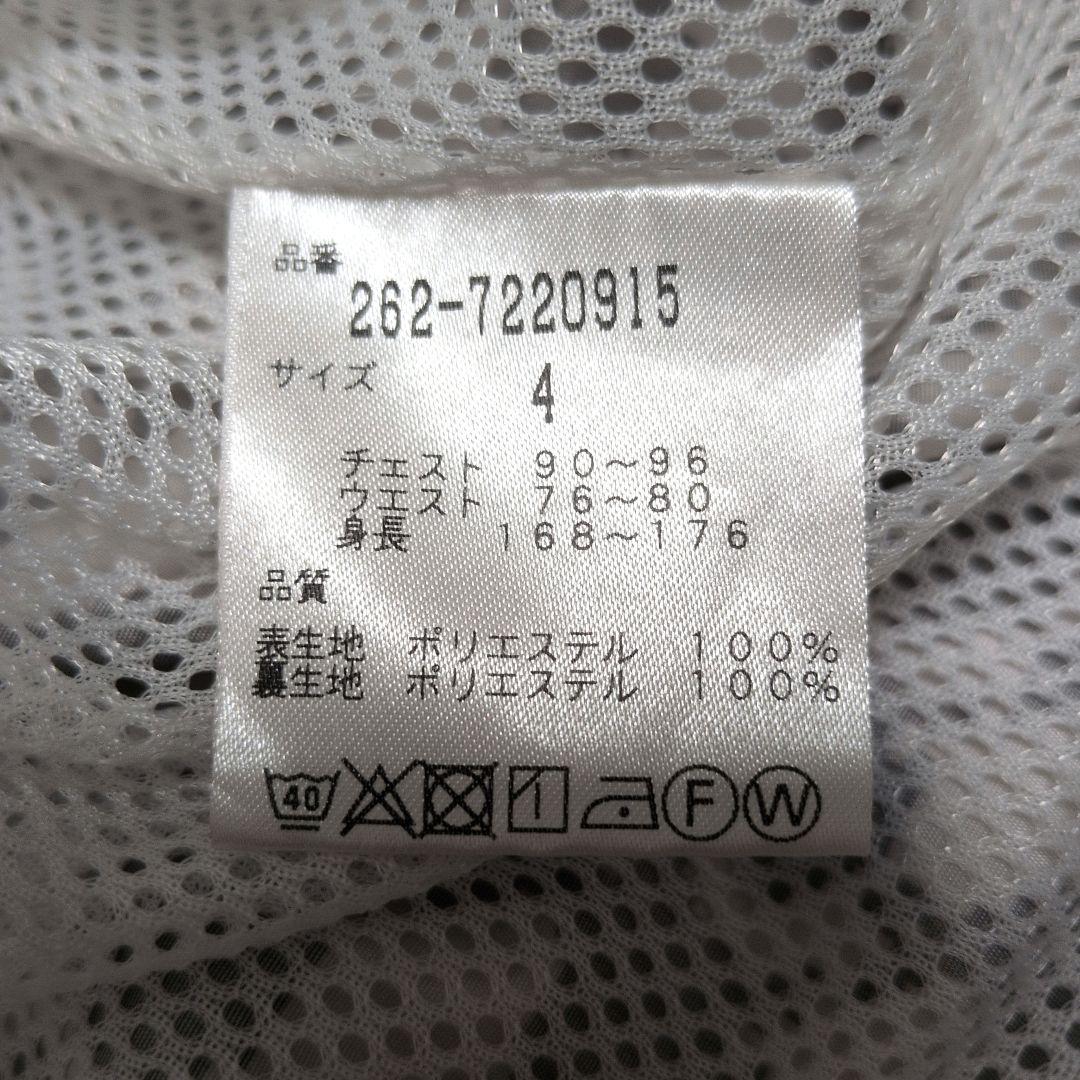 品番
262-7220915
サイズ 4
チェスト 90～96
ウエスト 76～80
身長 168～176
品質
表生地 ポリエステル 100%
裏生地 ポリエステル 100%
40 F W